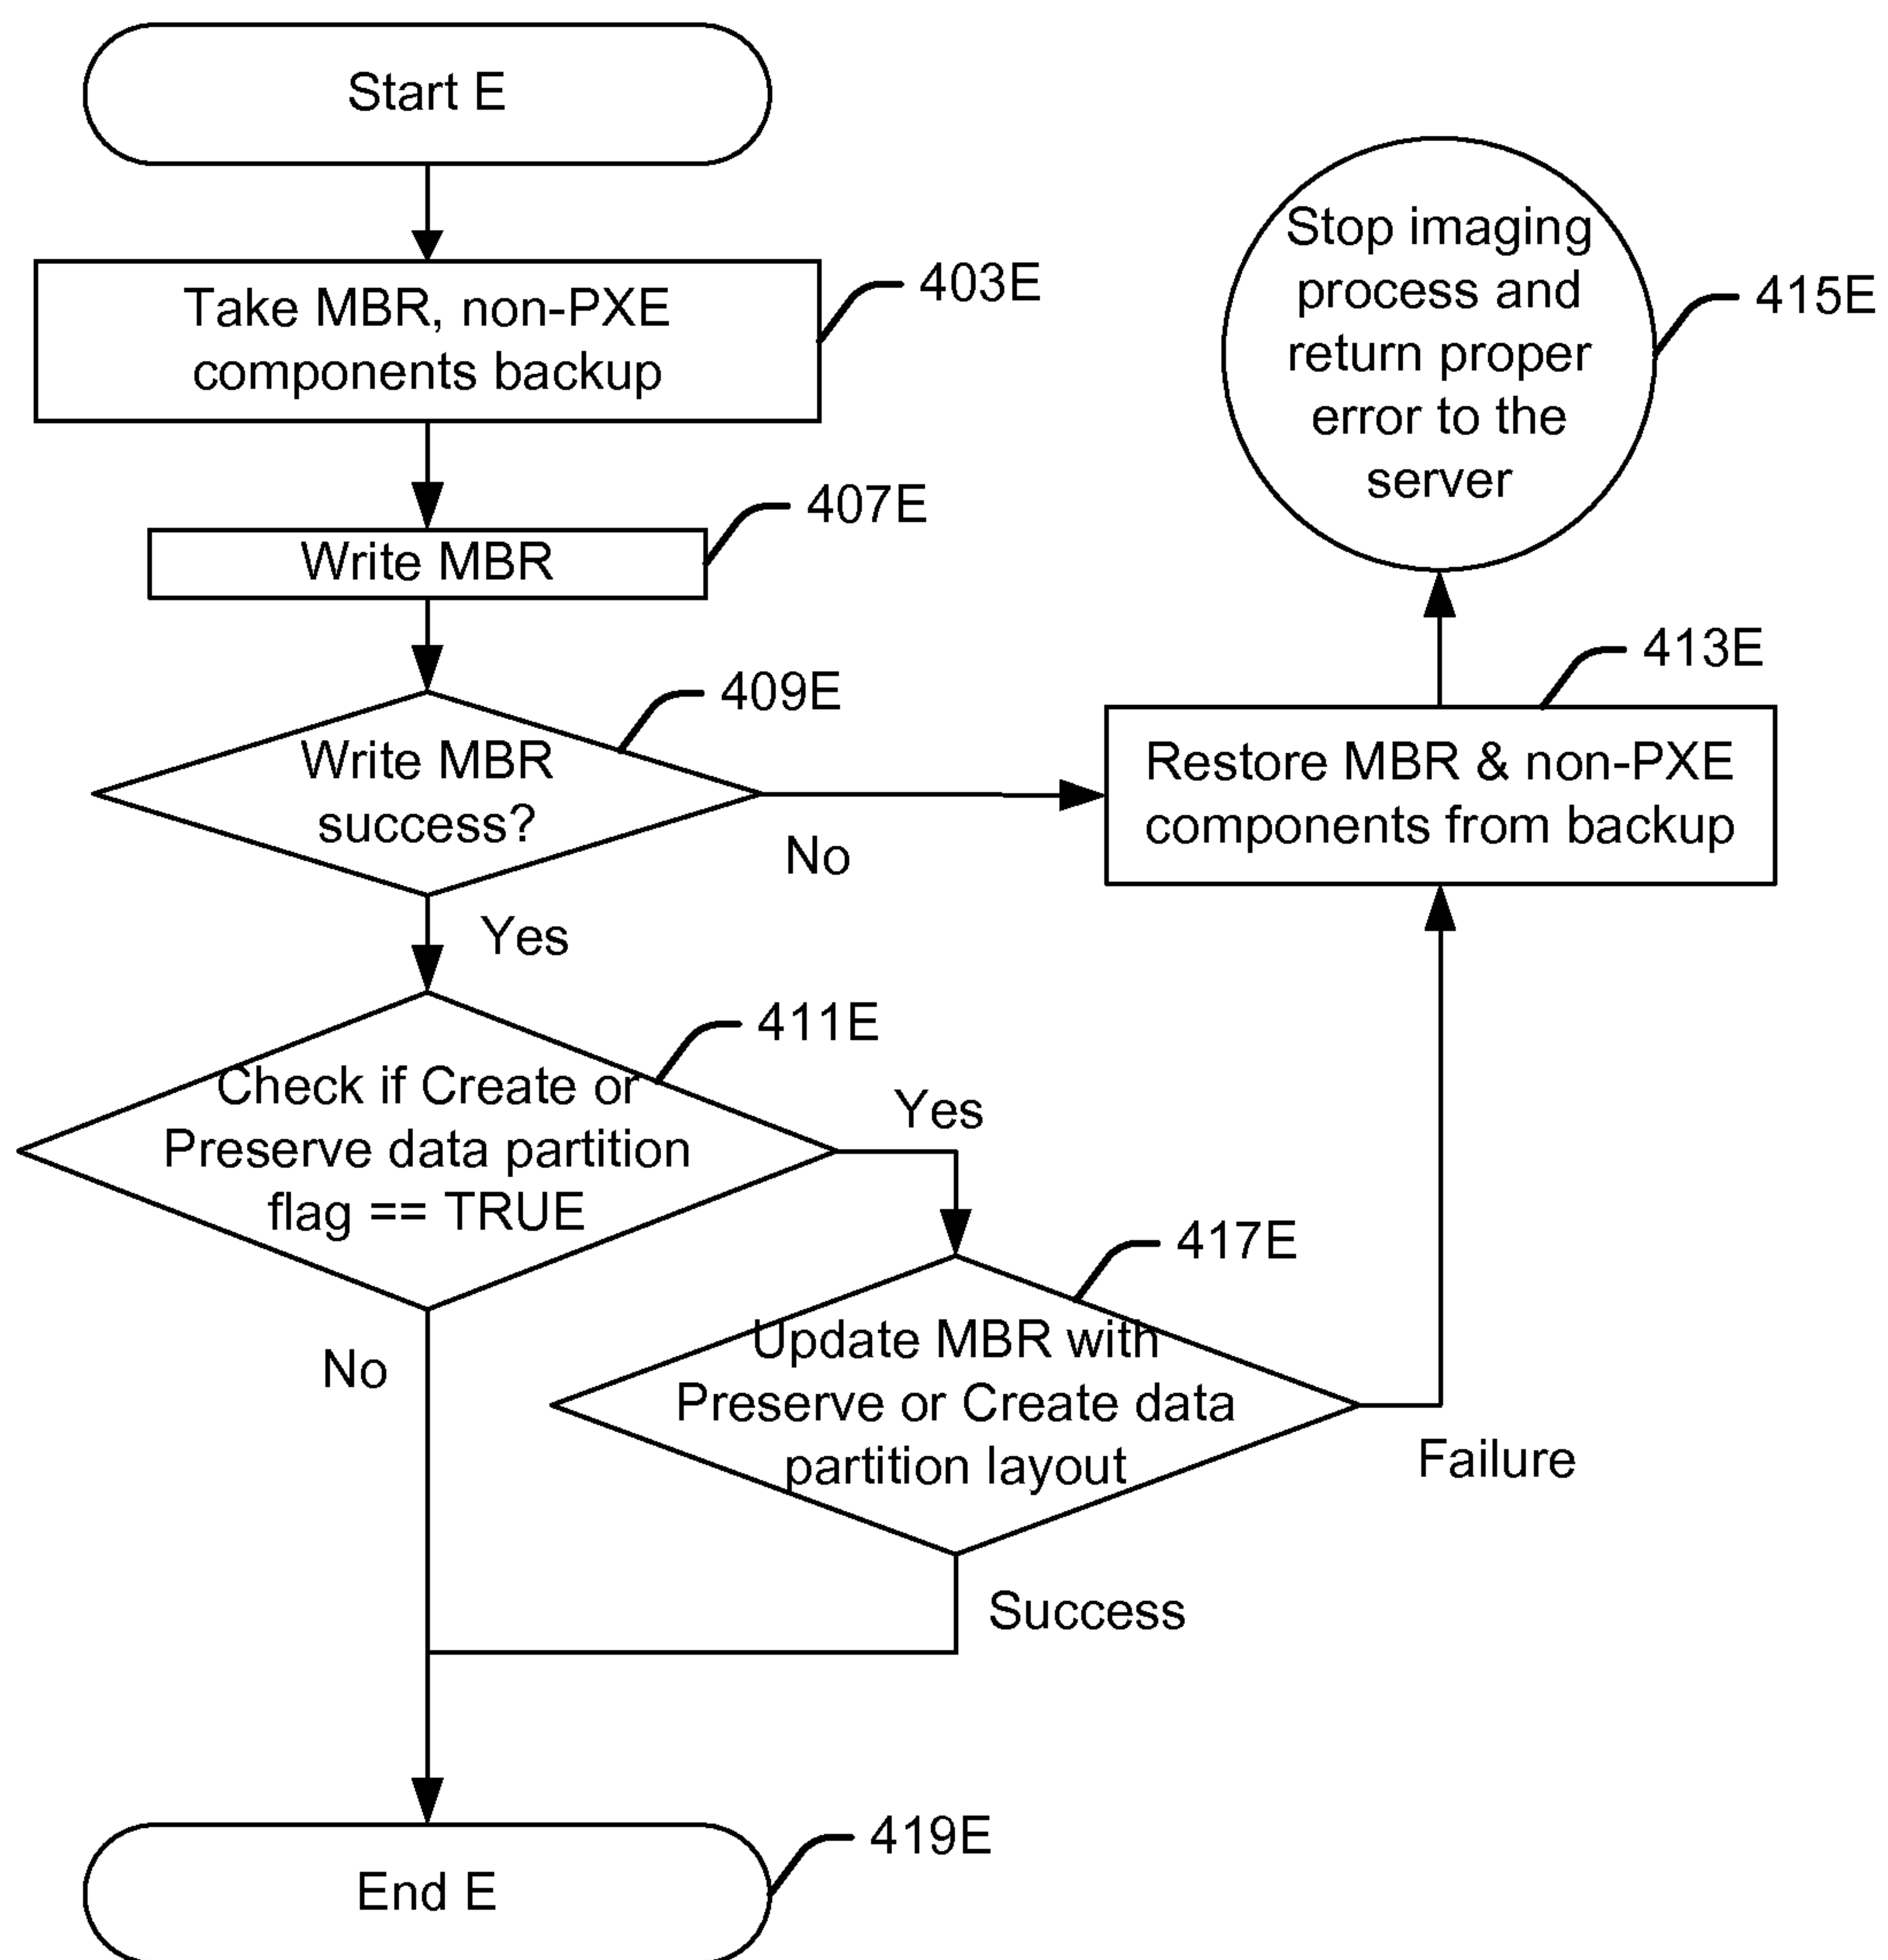 Start E
Take MBR, non-PXE
components backup
403E
Write MBR
407E
Write MBR
success?
409E
No
Yes
Restore MBR & non-PXE
components from backup
413E
Stop imaging
process and
return proper
error to the
server
415E
Check if Create or
Preserve data partition
flag == TRUE
411E
Yes
No
Update MBR with
Preserve or Create data
partition layout
417E
Failure
Success
End E
419E